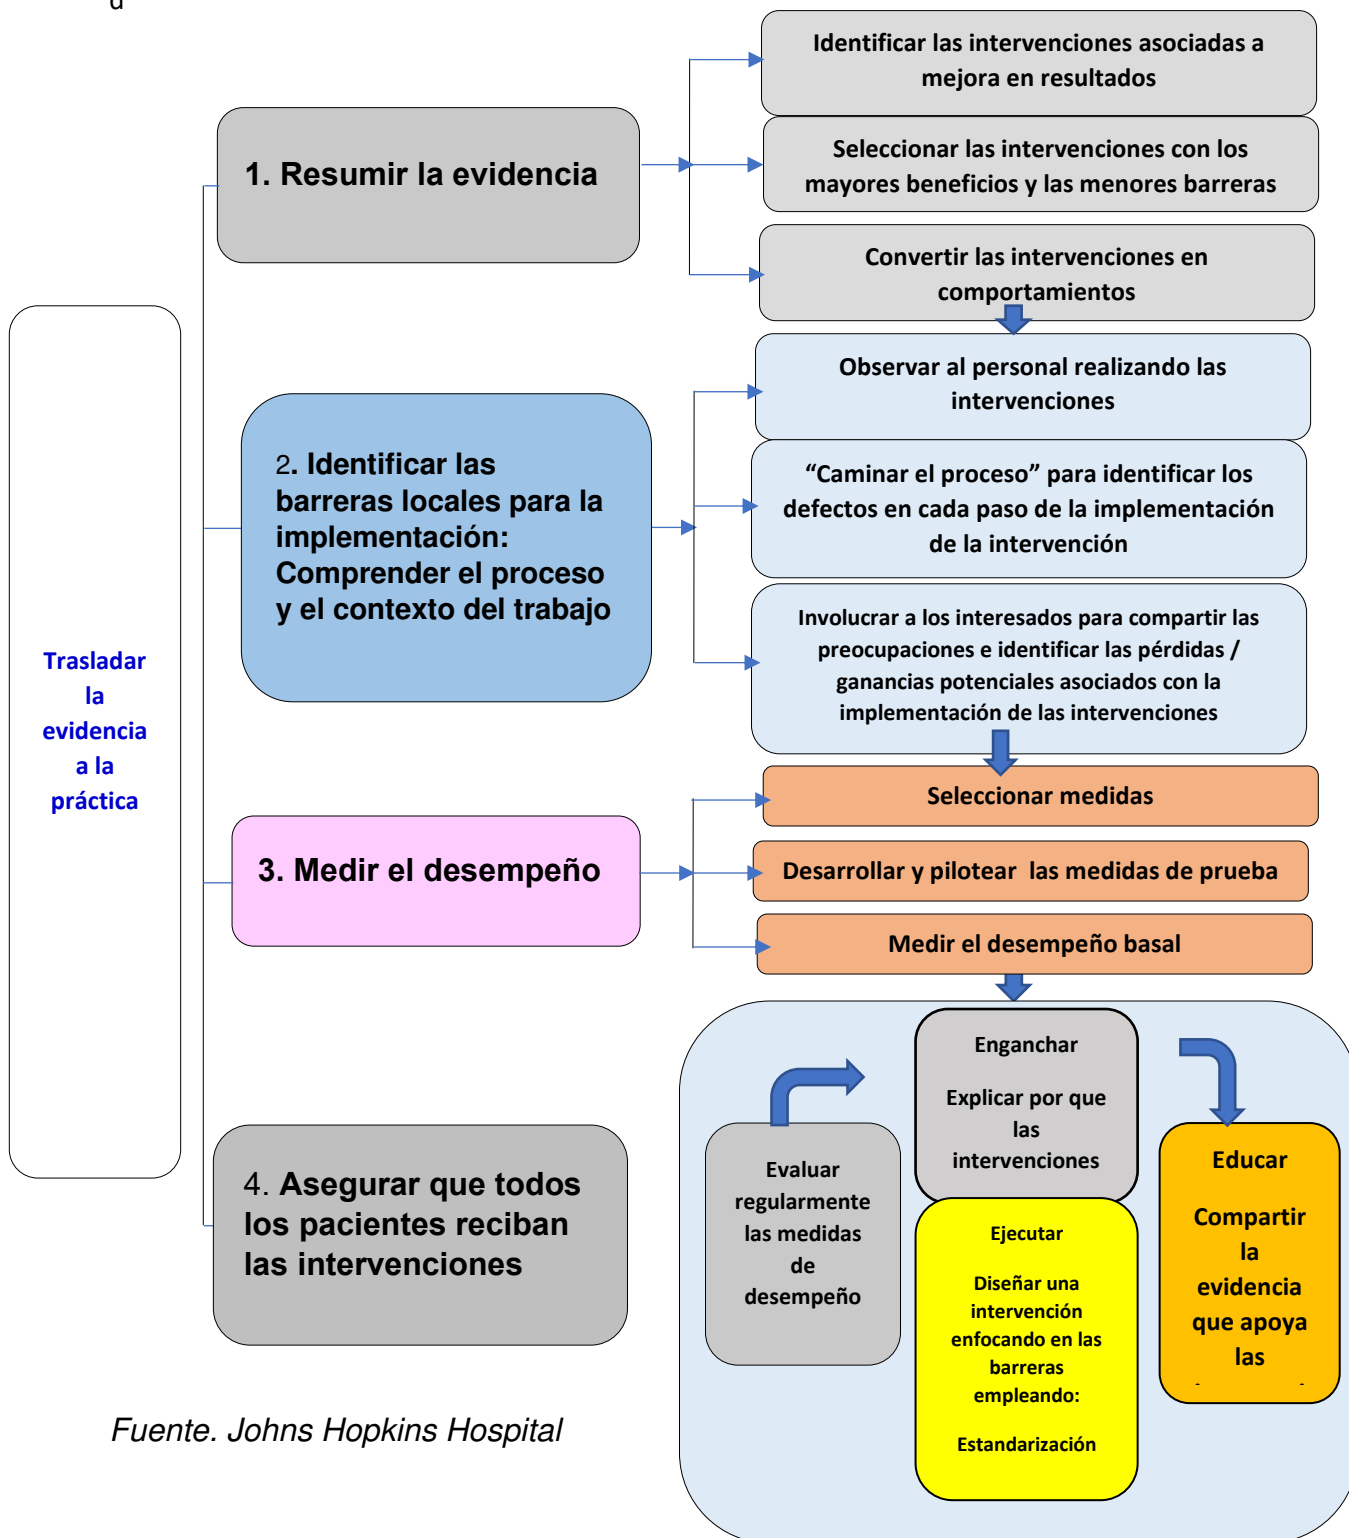 d
Identificar las intervenciones asociadas a
mejora en resultados
1. Resumir la evidencia
Seleccionar las intervenciones con los
mayores beneficios y las menores barreras
Convertir las intervenciones en
comportamientos
Trasladar
la
evidencia
a la
práctica
2. Identificar las
barreras locales para la
implementación:
Comprender el proceso
y el contexto del trabajo
Observar al personal realizando las
intervenciones
“Caminar el proceso” para identificar los
defectos en cada paso de la implementación
de la intervención
Involucrar a los interesados para compartir las
preocupaciones e identificar las pérdidas /
ganancias potenciales asociados con la
implementación de las intervenciones
3. Medir el desempeño
Seleccionar medidas
Desarrollar y pilotear las medidas de prueba
Medir el desempeño basal
4. Asegurar que todos
los pacientes reciban
las intervenciones
Enganchar
Explicar por que
las
intervenciones
Evaluar
regularmente
las medidas
de
desempeño
Educar
Compartir
la
evidencia
que apoya
las
Ejecutar
Diseñar una
intervención
enfocando en las
barreras
empleando:
Estandarización
Fuente. Johns Hopkins Hospital